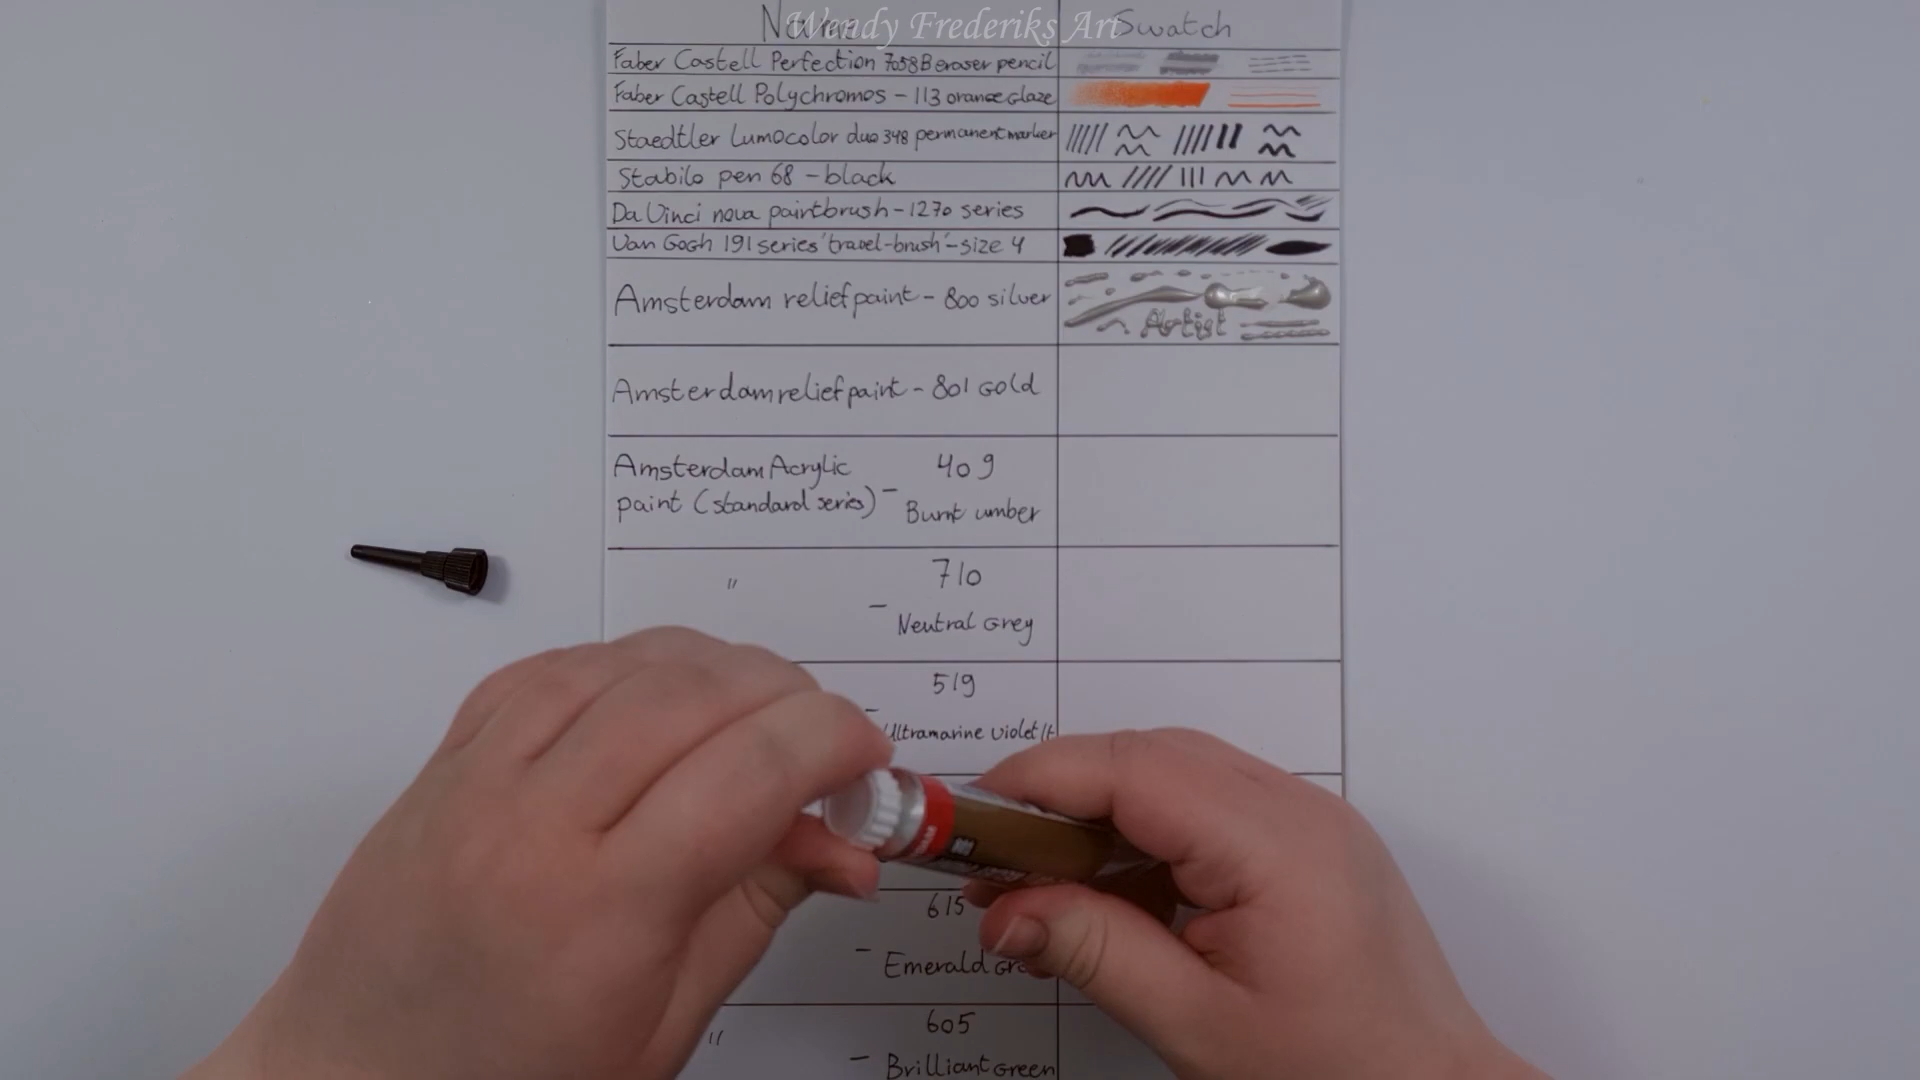 Name
Wendy Frederiks Art
Swatch
Faber Castell Perfection 7058B eraser pencil
Faber Castell Polychromos - 113 orange Glaze
Staedtler Lumocolor duo 348 permanent marker
Stabilo pen 68 - black
Da Vinci nova paintbrush - 1270 series
Van Gogh 191 series 'travel-brush' - size 4
Amsterdam relief paint - 800 silver
Artist
Amsterdam relief paint - 801 Gold
Amsterdam Acrylic
paint (standard series) -
409
Burnt umber
" 
710
- Neutral Grey
519
- Ultramarine violet lt
615
- Emerald
605
"
- Brilliant Green